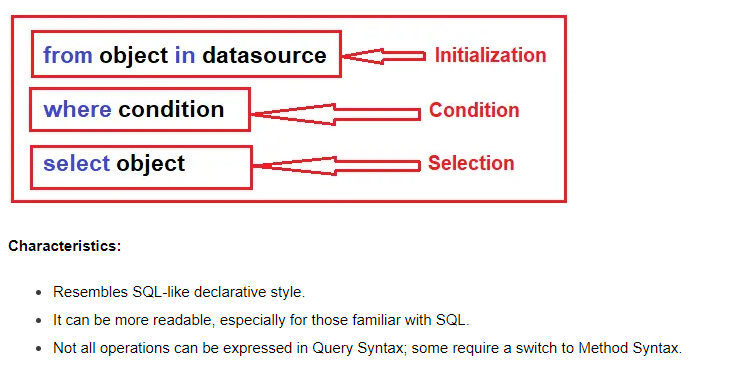 from object in datasource Initialization
where condition Condition
select object Selection
Characteristics:
• Resembles SQL-like declarative style.
• It can be more readable, especially for those familiar with SQL.
• Not all operations can be expressed in Query Syntax; some require a switch to Method Syntax.